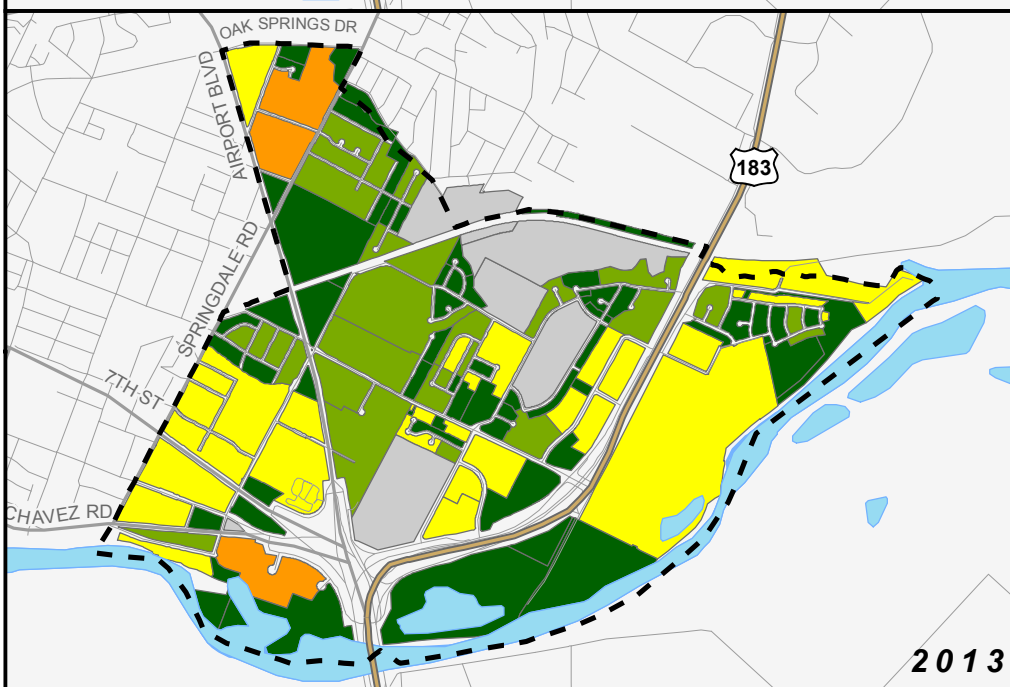 OAK SPRINGS DR
AIRPORT BLVD
183
SPRINGDALE RD
7TH ST
CHAVEZ RD
2013